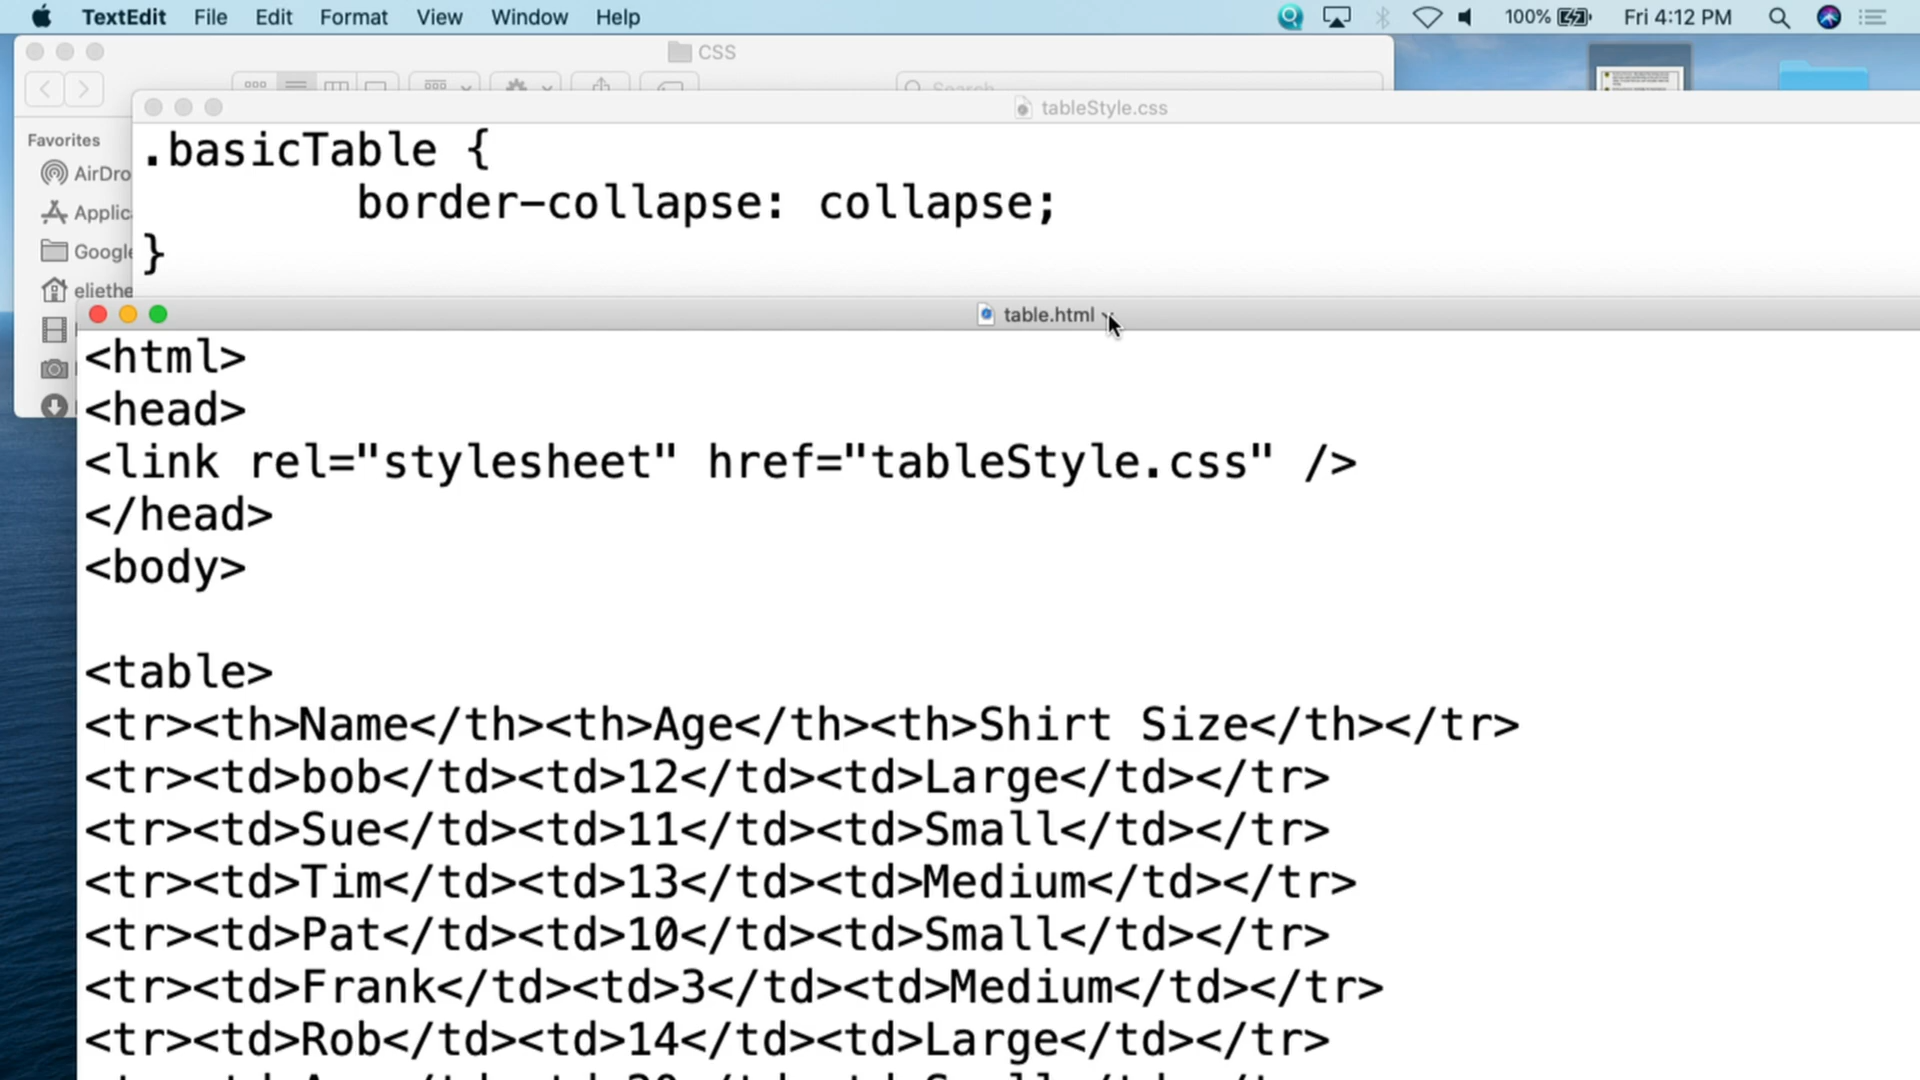 TextEdit File Edit Format View Window Help 100% Fri 4:12 PM
CSS
Search
tableStyle.css
Favorites
AirDro
Applic
Google
eliethe
.basicTable {
border-collapse: collapse;
}
table.html
<html>
<head>
<link rel="stylesheet" href="tableStyle.css" />
</head>
<body>
<table>
<tr><th>Name</th><th>Age</th><th>Shirt Size</th></tr>
<tr><td>bob</td><td>12</td><td>Large</td></tr>
<tr><td>Sue</td><td>11</td><td>Small</td></tr>
<tr><td>Tim</td><td>13</td><td>Medium</td></tr>
<tr><td>Pat</td><td>10</td><td>Small</td></tr>
<tr><td>Frank</td><td>3</td><td>Medium</td></tr>
<tr><td>Rob</td><td>14</td><td>Large</td></tr>